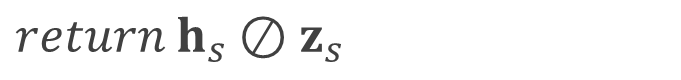 return hₛ ⊘ zₛ